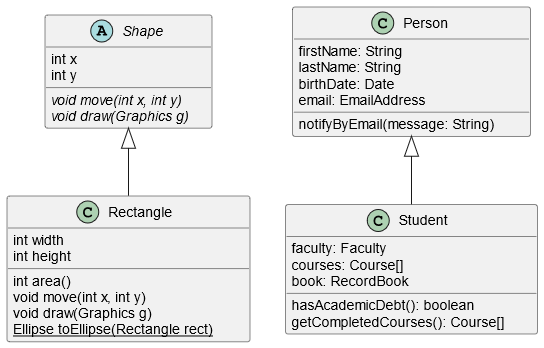 A Shape
int x
int y
void move(int x, int y)
void draw(Graphics g)
C Rectangle
int width
int height
int area()
void move(int x, int y)
void draw(Graphics g)
Ellipse toEllipse(Rectangle rect)
C Person
firstName: String
lastName: String
birthDate: Date
email: EmailAddress
notifyByEmail(message: String)
C Student
faculty: Faculty
courses: Course[]
book: RecordBook
hasAcademicDebt(): boolean
getCompletedCourses(): Course[]